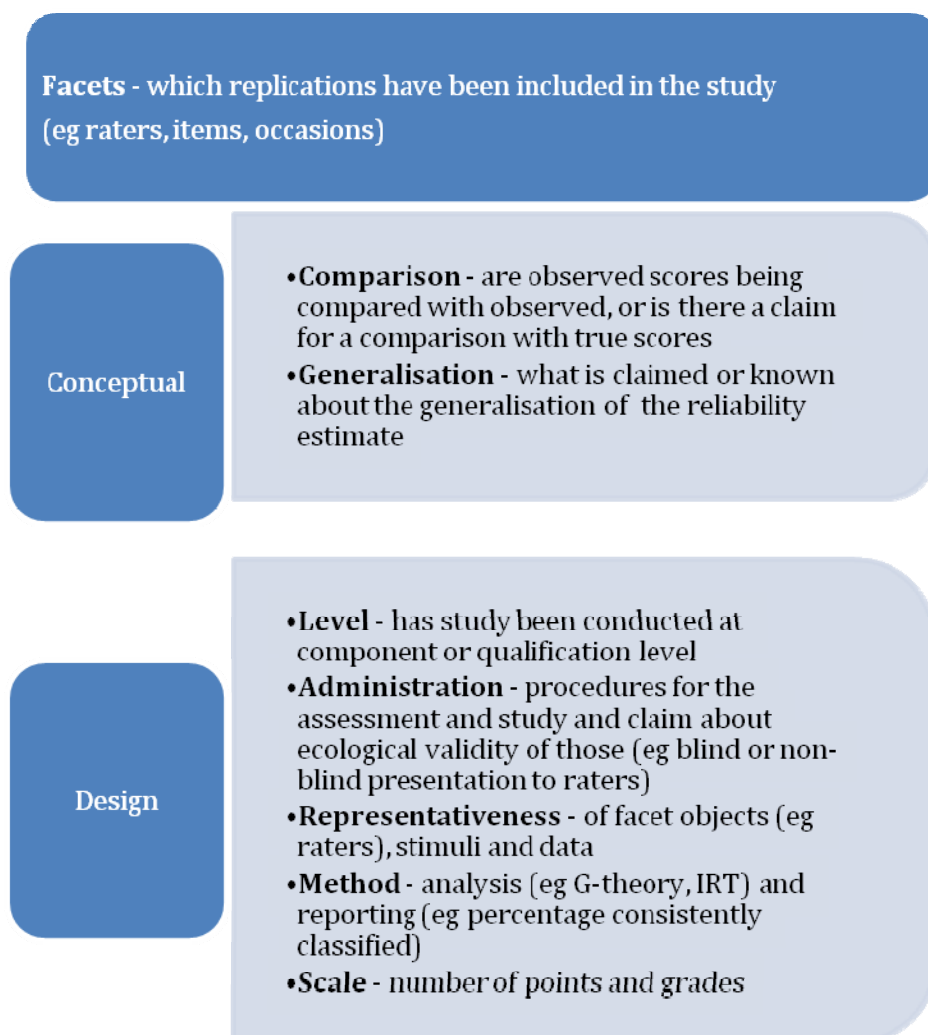 Facets - which replications have been included in the study
(eg raters, items, occasions)
Conceptual
•Comparison - are observed scores being
compared with observed, or is there a claim
for a comparison with true scores
•Generalisation - what is claimed or known
about the generalisation of the reliability
estimate
Design
•Level - has study been conducted at
component or qualification level
•Administration - procedures for the
assessment and study and claim about
ecological validity of those (eg blind or non-
blind presentation to raters)
•Representativeness - of facet objects (eg
raters), stimuli and data
•Method - analysis (eg G-theory, IRT) and
reporting (eg percentage consistently
classified)
•Scale - number of points and grades